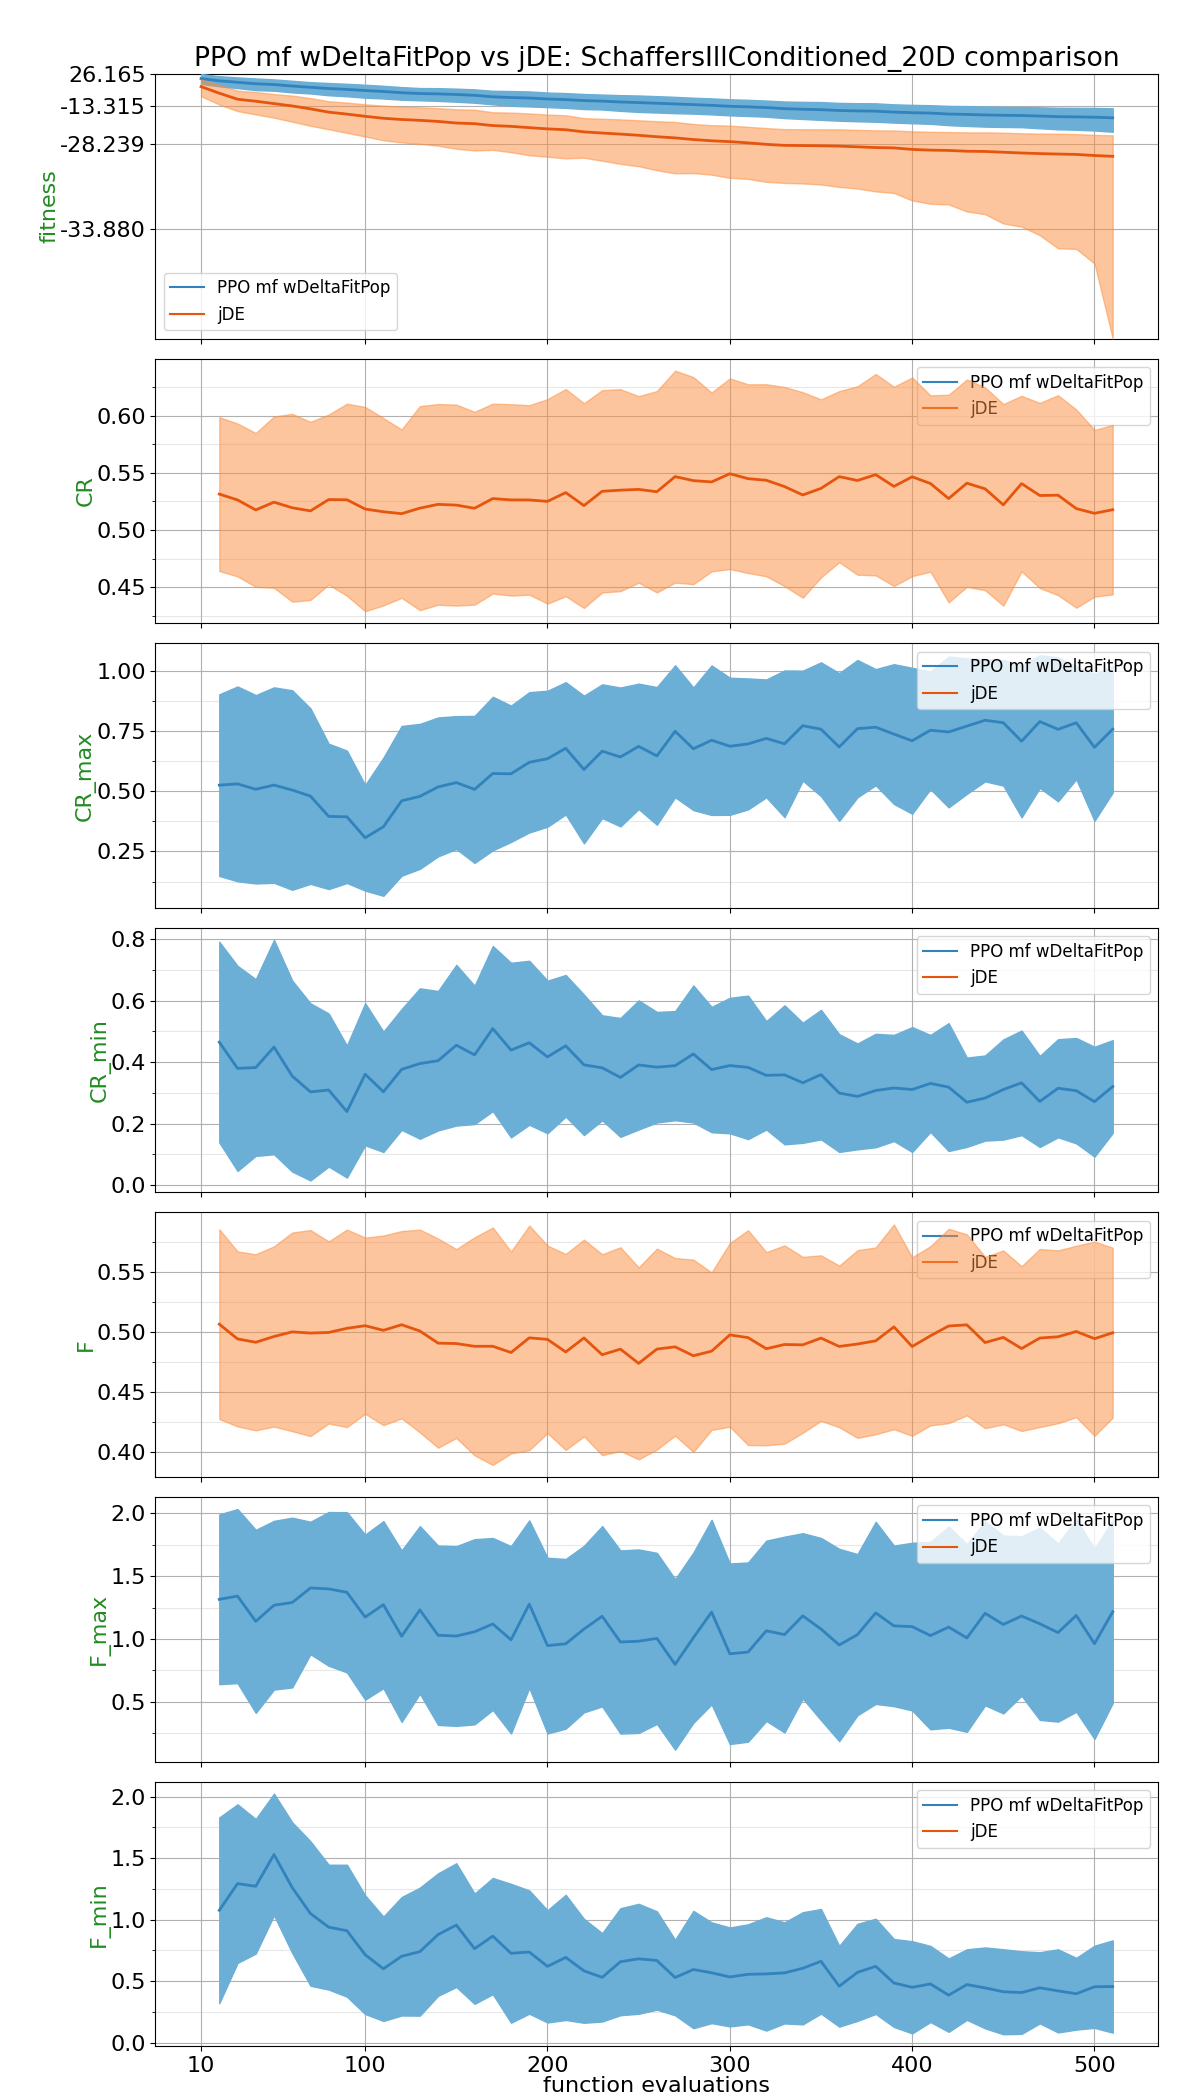 PPO mf wDeltaFitPop vs jDE: SchaffersIllConditioned_20D comparison
26.165
-13.315
-28.239
-33.880
fitness
PPO mf wDeltaFitPop
jDE
0.60
0.55
0.50
0.45
CR
PPO mf wDeltaFitPop
jDE
1.00
0.75
0.50
0.25
CR_max
PPO mf wDeltaFitPop
jDE
0.8
0.6
0.4
0.2
0.0
CR_min
PPO mf wDeltaFitPop
jDE
0.55
0.50
0.45
0.40
F
PPO mf wDeltaFitPop
jDE
2.0
1.5
1.0
0.5
F_max
PPO mf wDeltaFitPop
jDE
2.0
1.5
1.0
0.5
0.0
F_min
PPO mf wDeltaFitPop
jDE
10 100 200 300 400 500
function evaluations